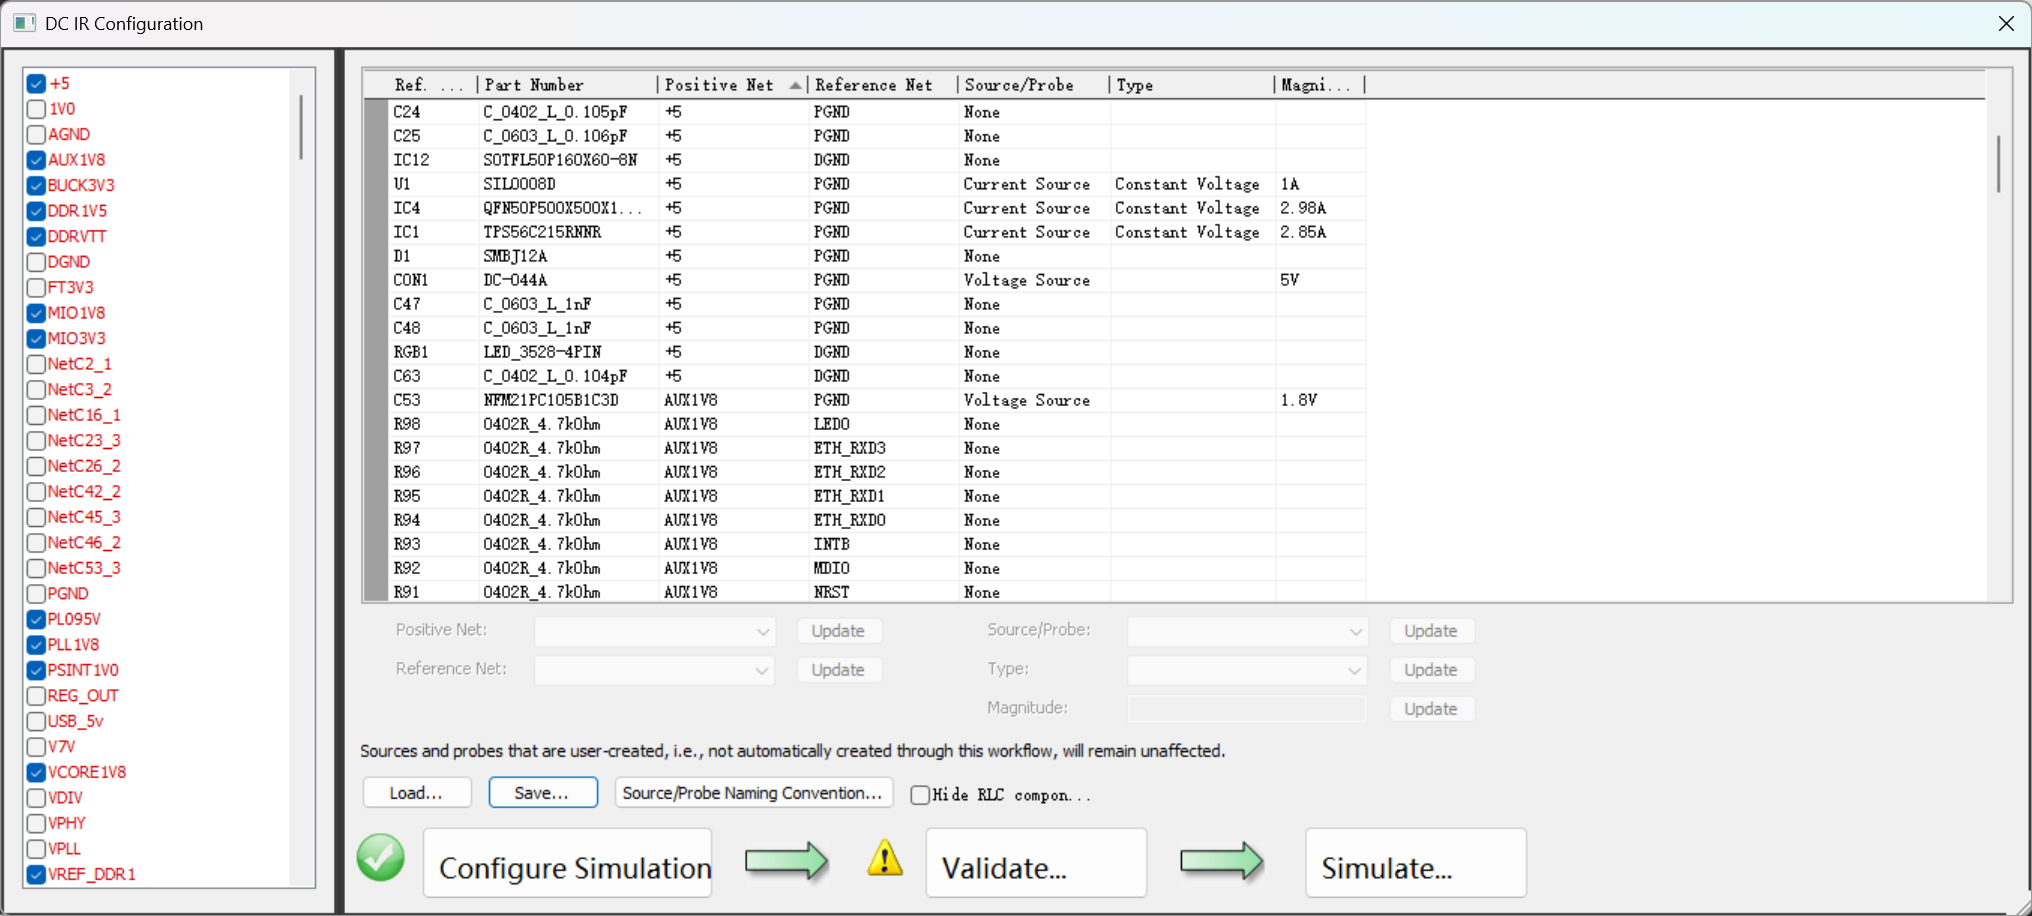 DC IR Configuration
+5
1V0
AGND
AUX1V8
BUCK3V3
DDR1V5
DDRVTT
DGND
FT3V3
MIO1V8
MIO3V3
NetC2_1
NetC3_2
NetC16_1
NetC23_3
NetC26_2
NetC42_2
NetC45_3
NetC46_2
NetC53_3
PGND
PL095V
PLL1V8
PSINT1V0
REG_OUT
USB_5v
V7V
VCORE1V8
VDIV
VPHY
VPLL
VREF_DDR1
Ref. ... Part Number Positive Net Reference Net Source/Probe Type Magni...
C24 C_0402_L_0.105pF +5 PGND None
C25 C_0603_L_0.106pF +5 PGND None
IC12 SOTFL50P160X60-8N +5 DGND None
U1 SIL0008D +5 PGND Current Source Constant Voltage 1A
IC4 QFN50P500X500X1... +5 PGND Current Source Constant Voltage 2.98A
IC1 TPS56C215RNNR +5 PGND Current Source Constant Voltage 2.85A
D1 SMBJ12A +5 PGND None
CON1 DC-044A +5 PGND Voltage Source 5V
C47 C_0603_L_1nF +5 PGND None
C48 C_0603_L_1nF +5 PGND None
RGB1 LED_3528-4PIN +5 DGND None
C63 C_0402_L_0.104pF +5 DGND None
C53 NFM21PC105B1C3D AUX1V8 PGND Voltage Source 1.8V
R98 0402R_4.7kOhm AUX1V8 LED0 None
R97 0402R_4.7kOhm AUX1V8 ETH_RXD3 None
R96 0402R_4.7kOhm AUX1V8 ETH_RXD2 None
R95 0402R_4.7kOhm AUX1V8 ETH_RXD1 None
R94 0402R_4.7kOhm AUX1V8 ETH_RXD0 None
R93 0402R_4.7kOhm AUX1V8 INTB None
R92 0402R_4.7kOhm AUX1V8 MDIO None
R91 0402R_4.7kOhm AUX1V8 NRST None
Positive Net: Update Source/Probe: Update
Reference Net: Update Type: Update
Magnitude: Update
Sources and probes that are user-created, i.e., not automatically created through this workflow, will remain unaffected.
Load... Save... Source/Probe Naming Convention... Hide RLC compon...
Configure Simulation Validate... Simulate...